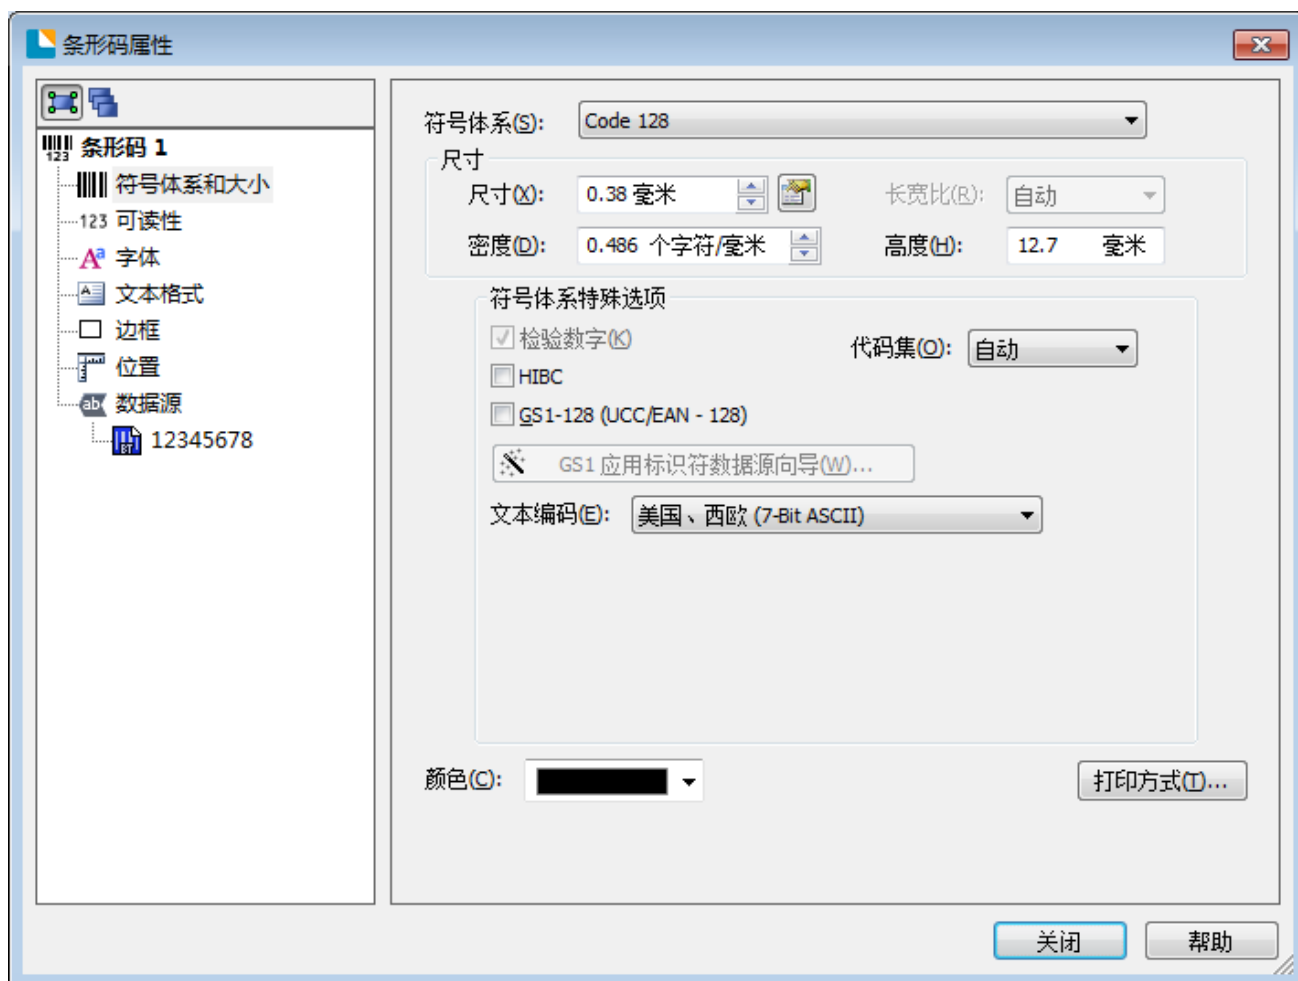 条形码属性
条形码 1
符号体系和大小
123 可读性
字体
文本格式
边框
位置
数据源
12345678
符号体系(S): Code 128
尺寸
尺寸(X): 0.38 毫米 长宽比(R): 自动
密度(D): 0.486 个字符/毫米 高度(H): 12.7 毫米
符号体系特殊选项
检验数字(K) 代码集(O): 自动
HIBC
GS1-128 (UCC/EAN - 128)
GS1 应用标识符数据源向导(W)...
文本编码(E): 美国、西欧 (7-Bit ASCII)
颜色(C): 打印方式(T)...
关闭 帮助